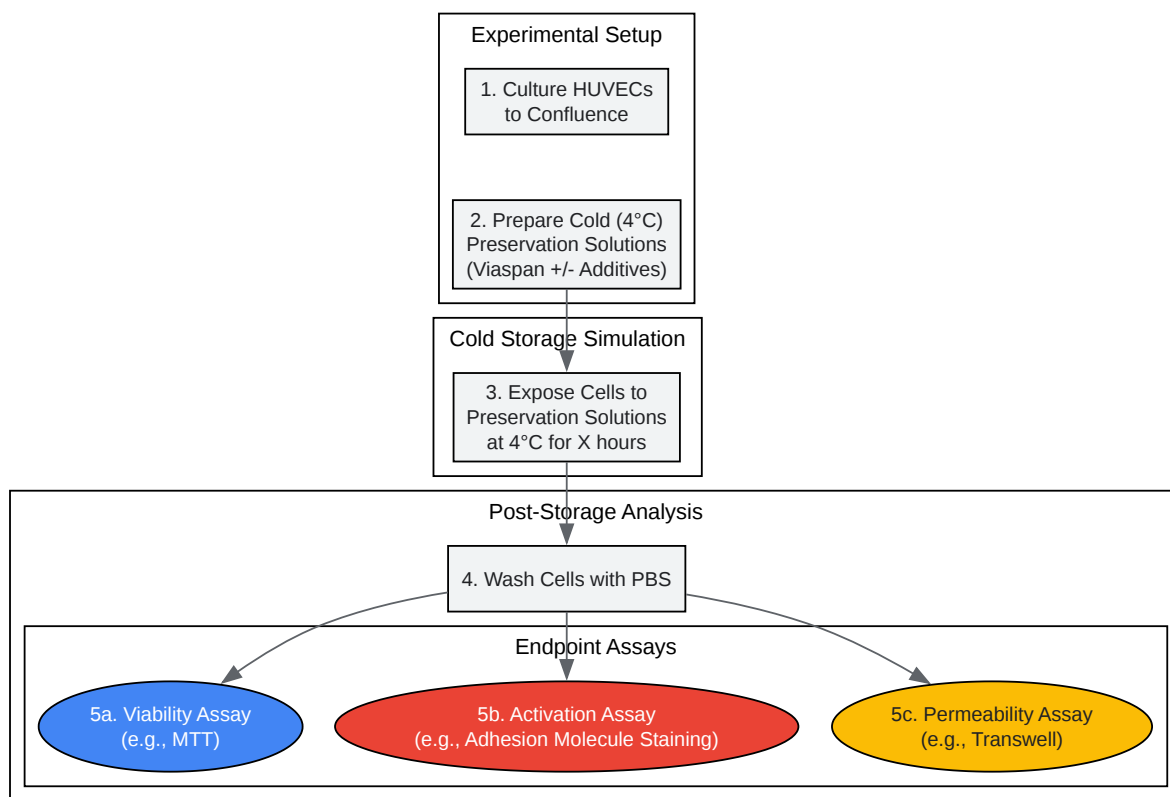 Experimental Setup
1. Culture HUVECs
to Confluence
2. Prepare Cold (4°C)
Preservation Solutions
(Viaspan +/- Additives)
Cold Storage Simulation
3. Expose Cells to
Preservation Solutions
at 4°C for X hours
Post-Storage Analysis
4. Wash Cells with PBS
Endpoint Assays
5a. Viability Assay
(e.g., MTT)
5b. Activation Assay
(e.g., Adhesion Molecule Staining)
5c. Permeability Assay
(e.g., Transwell)